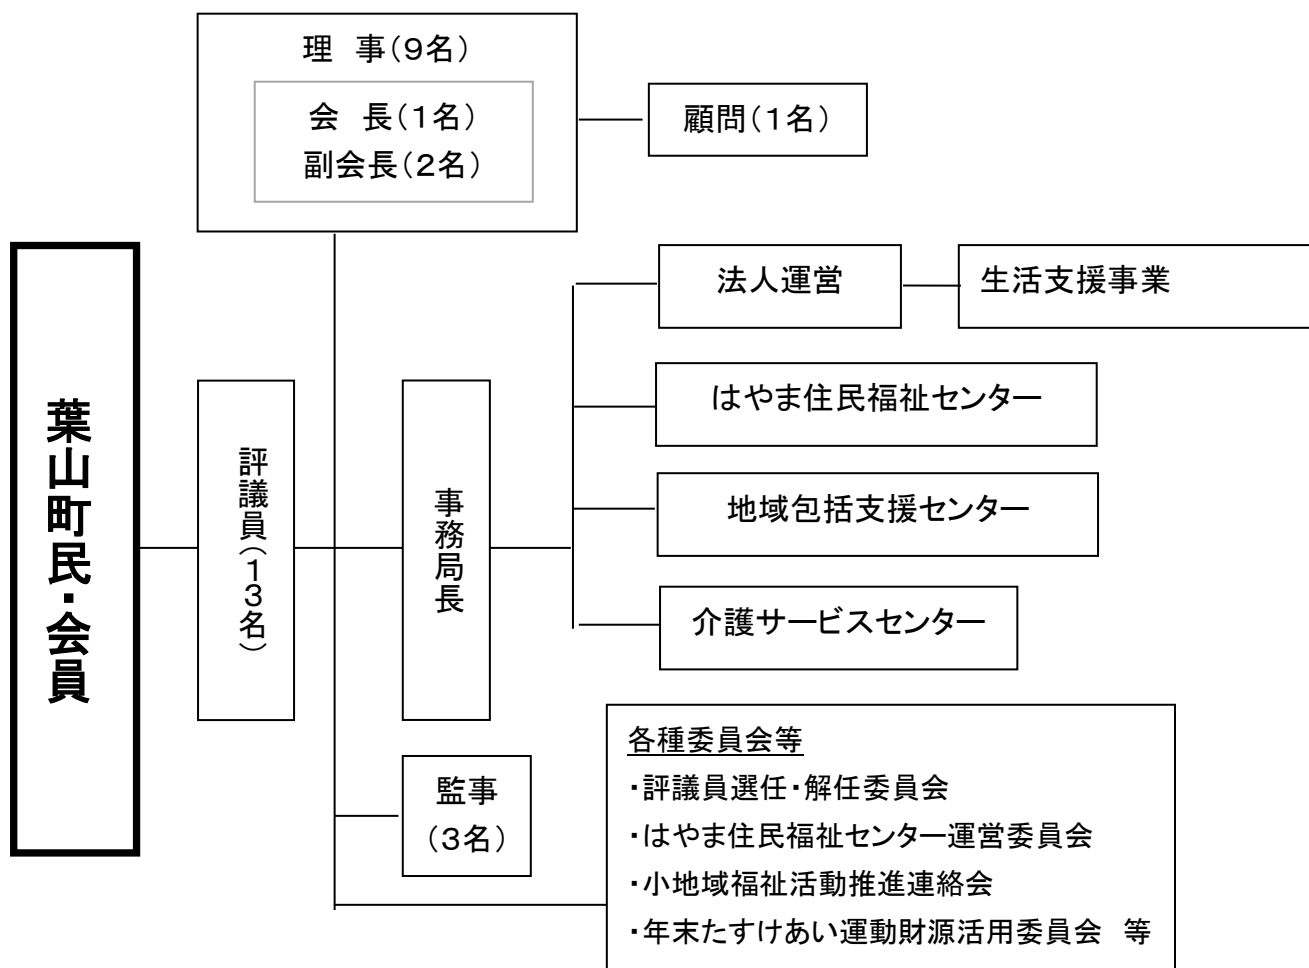 理　事（９名）
会　長（１名）
副会長（２名）
顧問（１名）
葉山町民・会員
評議員（１３名）
事務局長
監事
（３名）
法人運営
生活支援事業
はやま住民福祉センター
地域包括支援センター
介護サービスセンター
各種委員会等
・評議員選任・解任委員会
・はやま住民福祉センター運営委員会
・小地域福祉活動推進連絡会
・年末たすけあい運動財源活用委員会　等